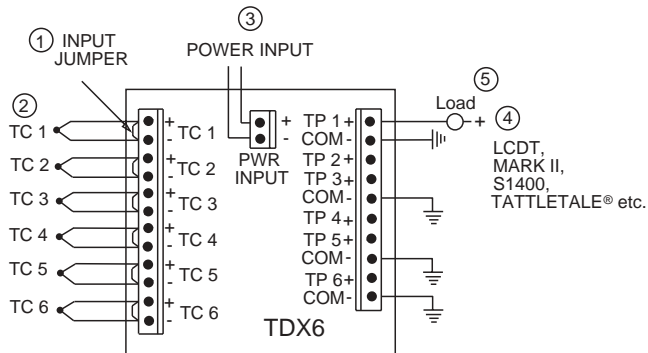 ① INPUT
JUMPER
③
POWER INPUT
②
TC 1
+
-
TC 1
TC 2
+
-
TC 2
TC 3
+
-
TC 3
TC 4
+
-
TC 4
TC 5
+
-
TC 5
TC 6
+
-
TC 6
+
-
PWR
INPUT
TP 1+
COM-
TP 2+
TP 3+
COM-
TP 4+
TP 5+
COM-
TP 6+
COM-
TDX6
⑤
Load
+
④
LCDT,
MARK II,
S1400,
TATTLETALE® etc.